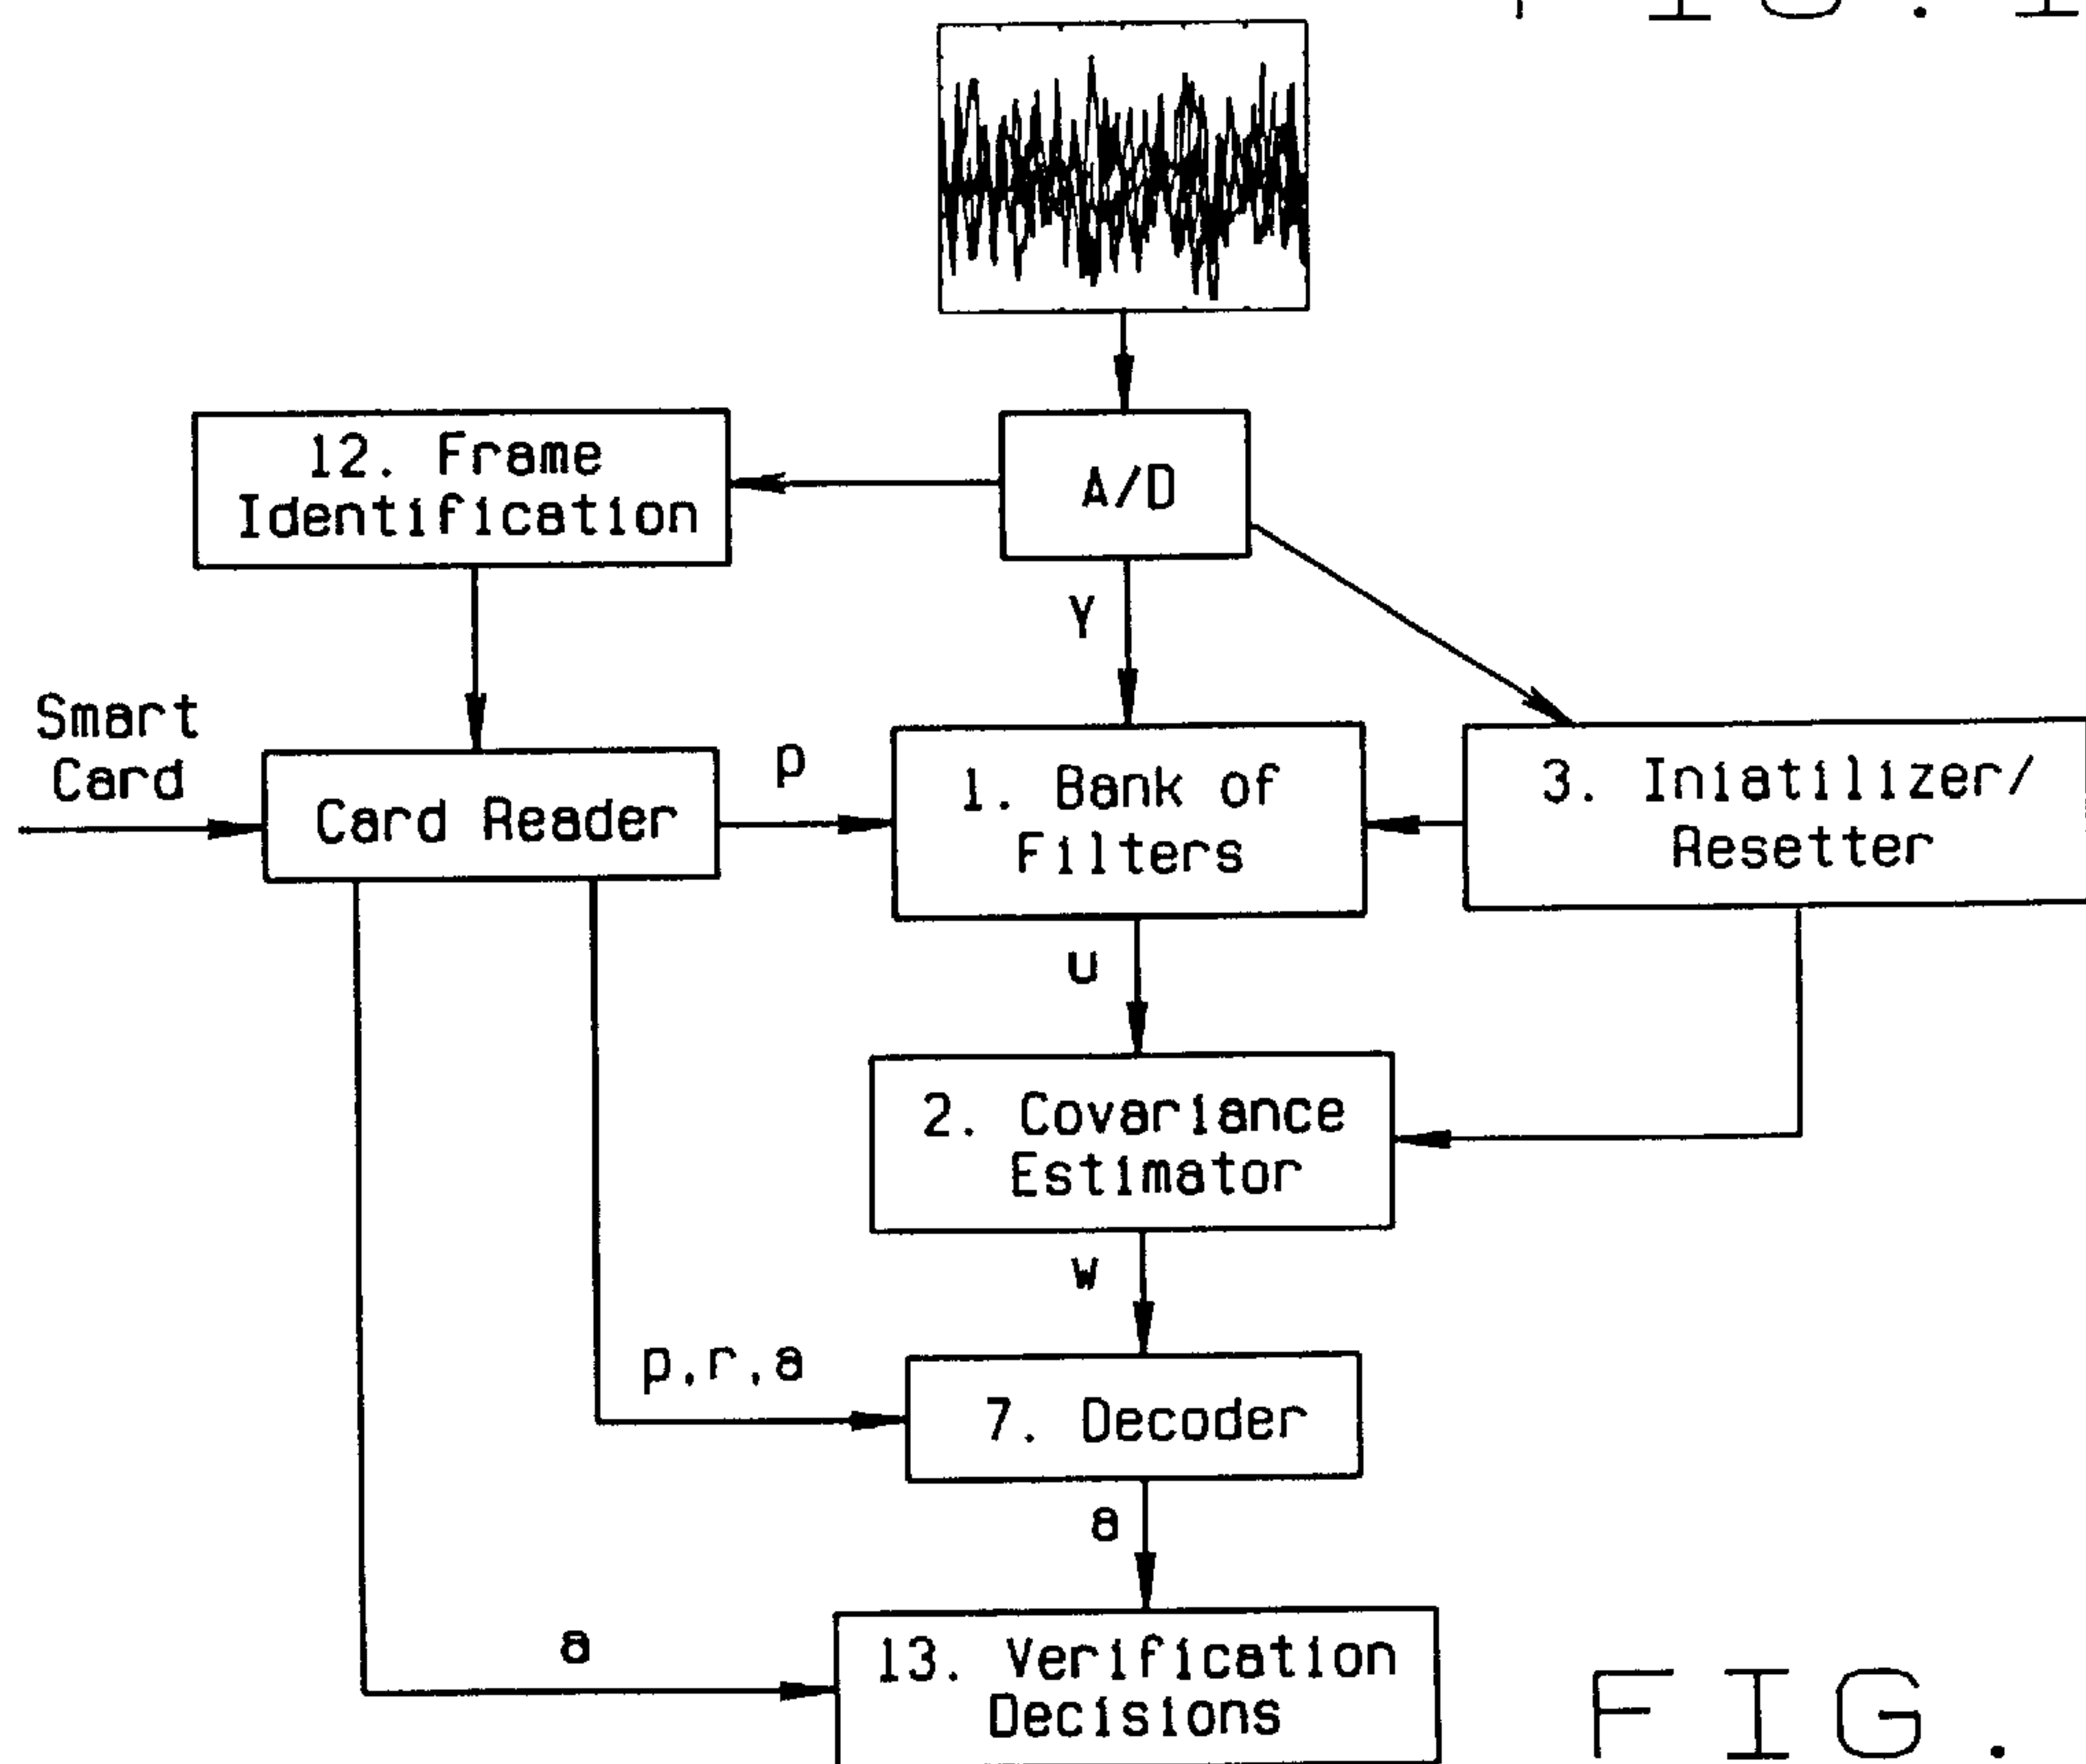 12. Frame
Identification
A/D
Y
Smart
Card
Card Reader
p
1. Bank of
Filters
3. Iniatilizer/
Resetter
u
2. Covariance
Estimator
w
p,r,a
7. Decoder
a
a
13. Verification
Decisions
FIG.